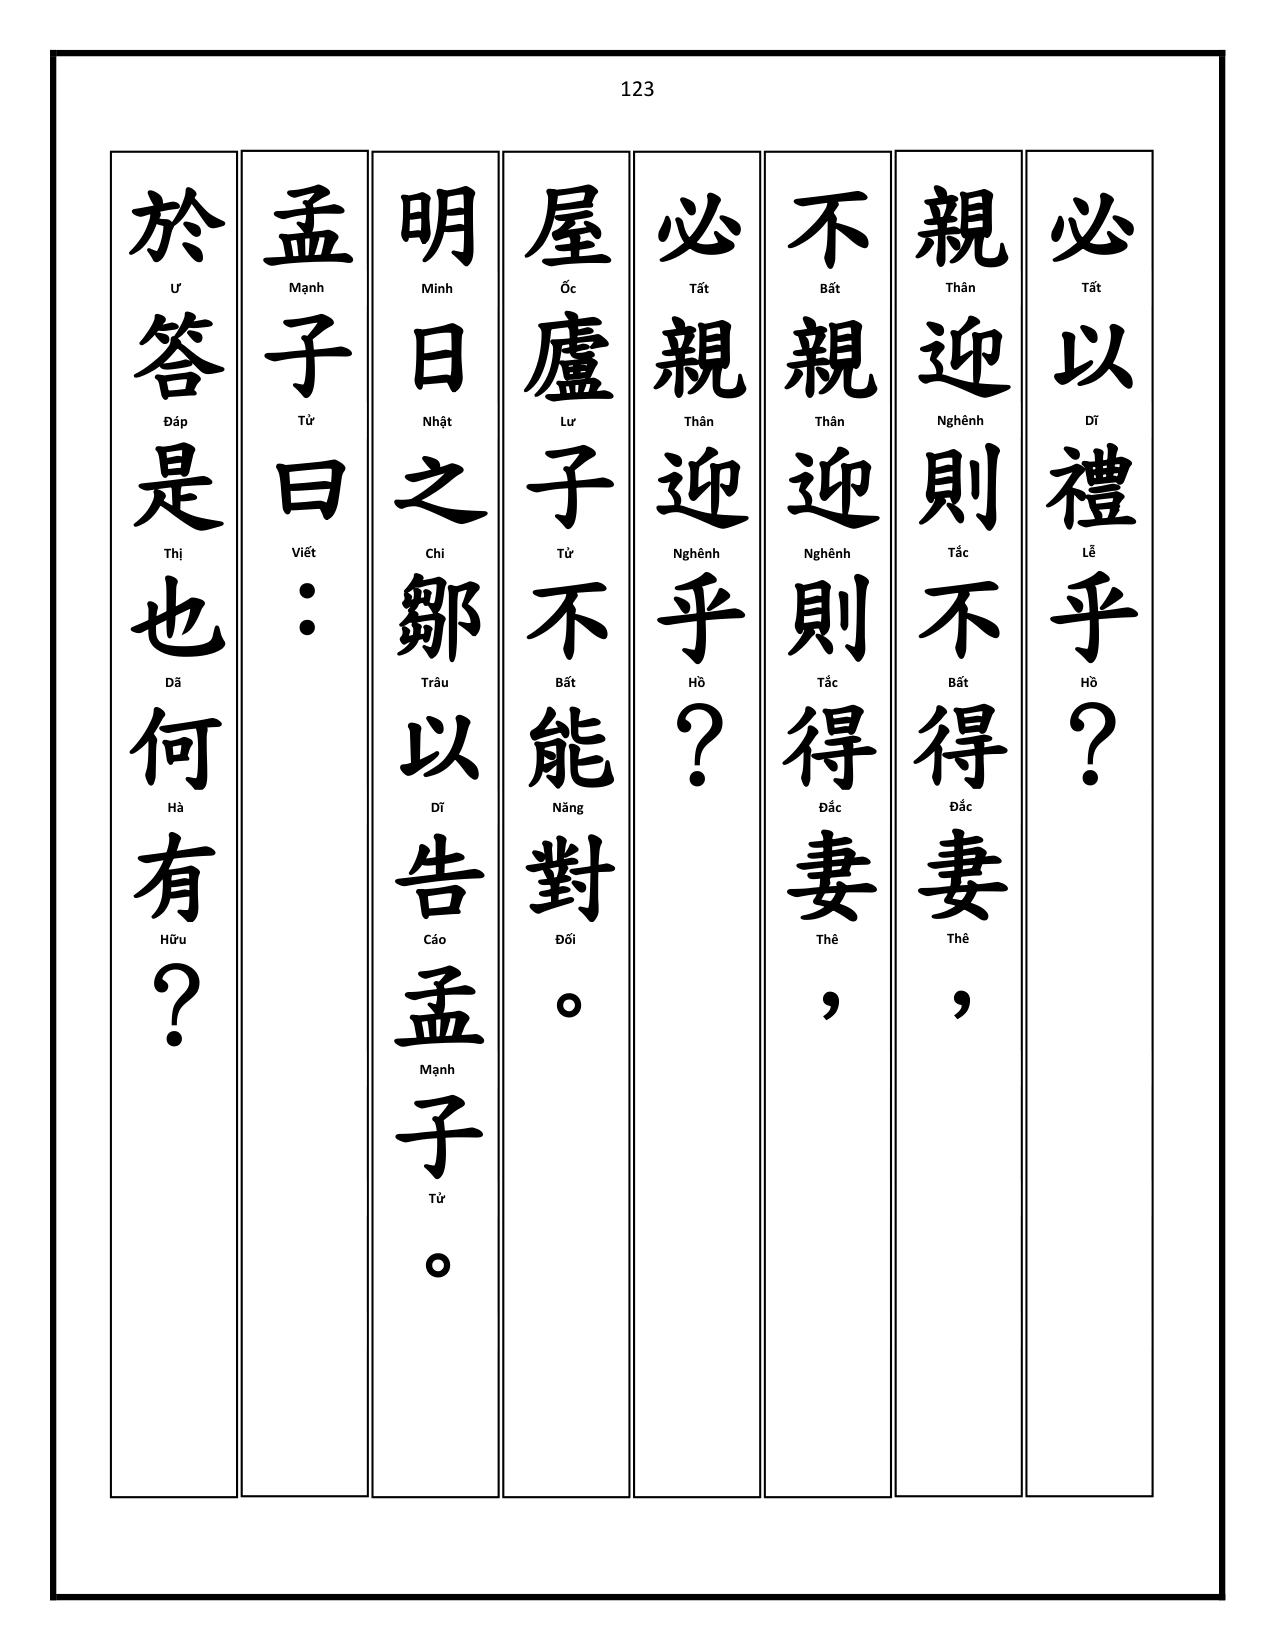 123
必以禮乎？
Tất Dĩ Lễ Hồ
親迎則不得妻，
Thân Nghênh Tắc Bất Đắc Thê
不親迎則得妻，
Bất Thân Nghênh Tắc Đắc Thê
必親迎乎？
Tất Thân Nghênh Hồ
屋廬子不能對。
Ốc Lư Tử Bất Năng Đối
明日之鄒以告孟子。
Minh Nhật Chi Trâu Dĩ Cáo Mạnh Tử
孟子曰：
Mạnh Tử Viết
於答是也何有？
Ư Đáp Thị Dã Hà Hữu